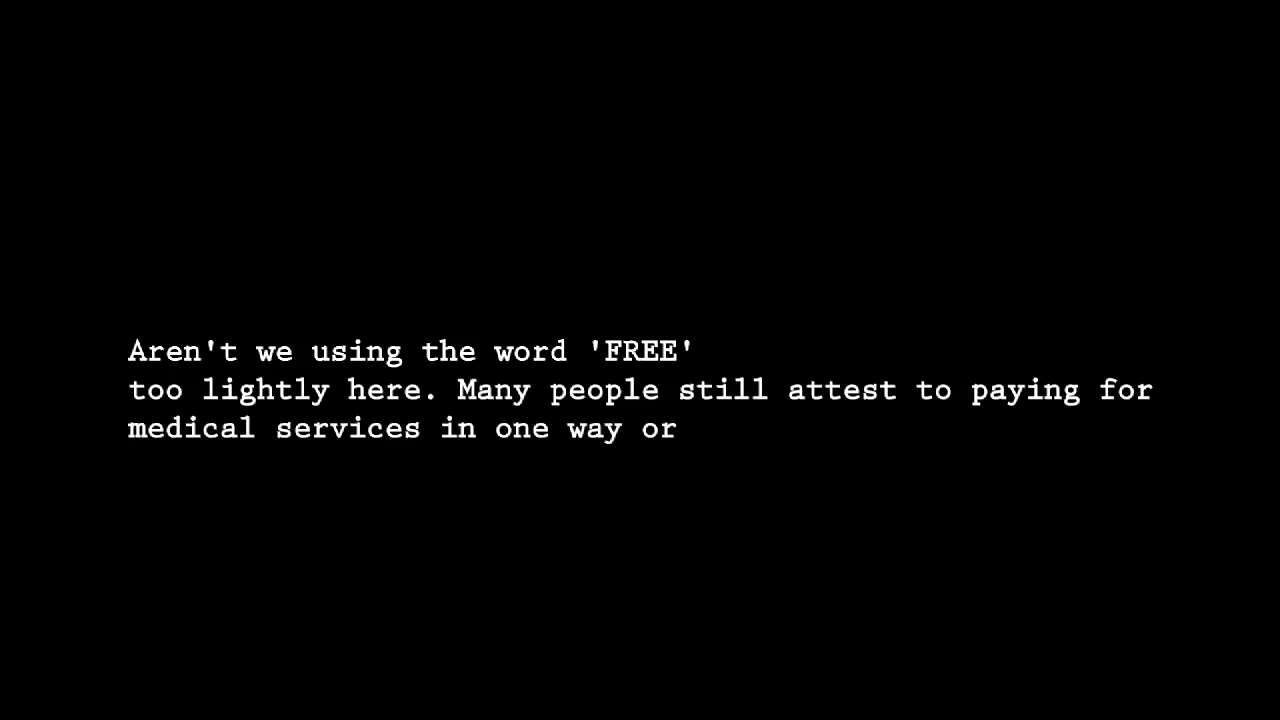 Aren't we using the word 'FREE'
too lightly here. Many people still attest to paying for
medical services in one way or